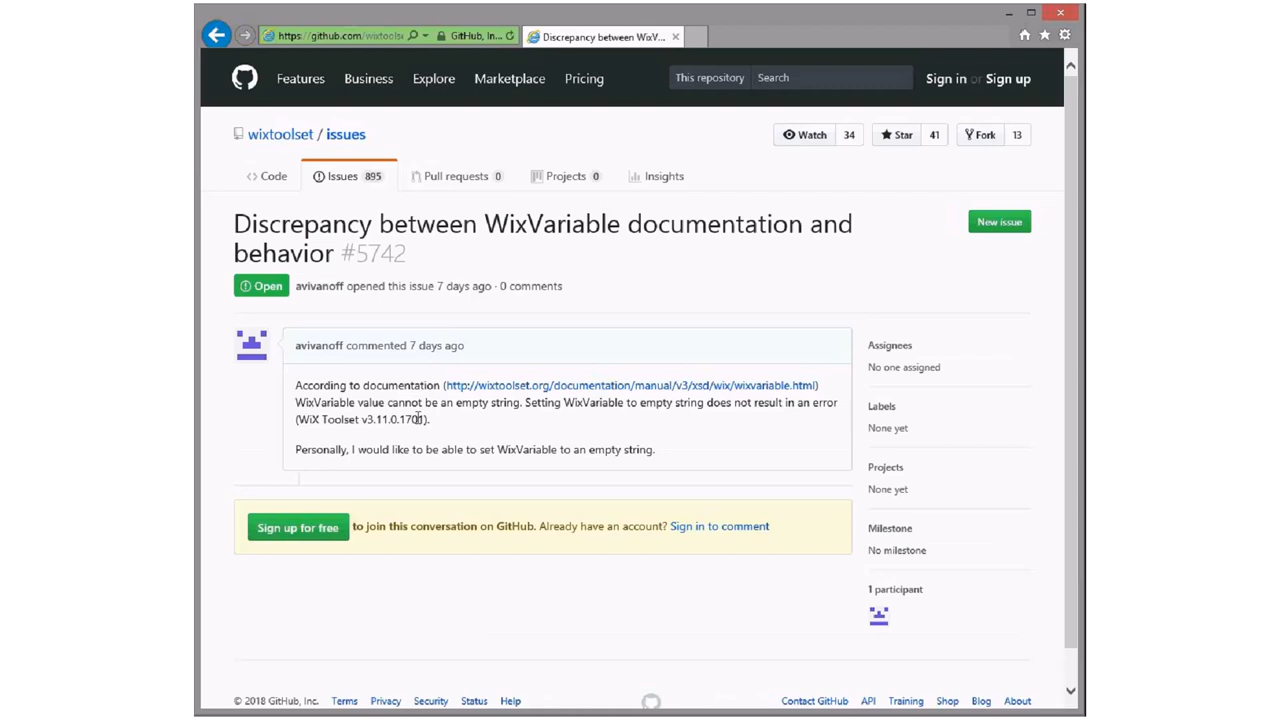 https://github.com/wixtoolse
GitHub, In...
Discrepancy between WixV...
Features Business Explore Marketplace Pricing This repository Search Sign in or Sign up
wixtoolset / issues Watch 34 Star 41 Fork 13
Code Issues 895 Pull requests 0 Projects 0 Insights
Discrepancy between WixVariable documentation and
behavior #5742
New issue
Open avivanoff opened this issue 7 days ago · 0 comments
avivanoff commented 7 days ago
According to documentation (http://wixtoolset.org/documentation/manual/v3/xsd/wix/wixvariable.html)
WixVariable value cannot be an empty string. Setting WixVariable to empty string does not result in an error
(WiX Toolset v3.11.0.1701).
Personally, I would like to be able to set WixVariable to an empty string.
Assignees
No one assigned
Labels
None yet
Projects
None yet
Milestone
No milestone
1 participant
Sign up for free to join this conversation on GitHub. Already have an account? Sign in to comment
© 2018 GitHub, Inc. Terms Privacy Security Status Help Contact GitHub API Training Shop Blog About